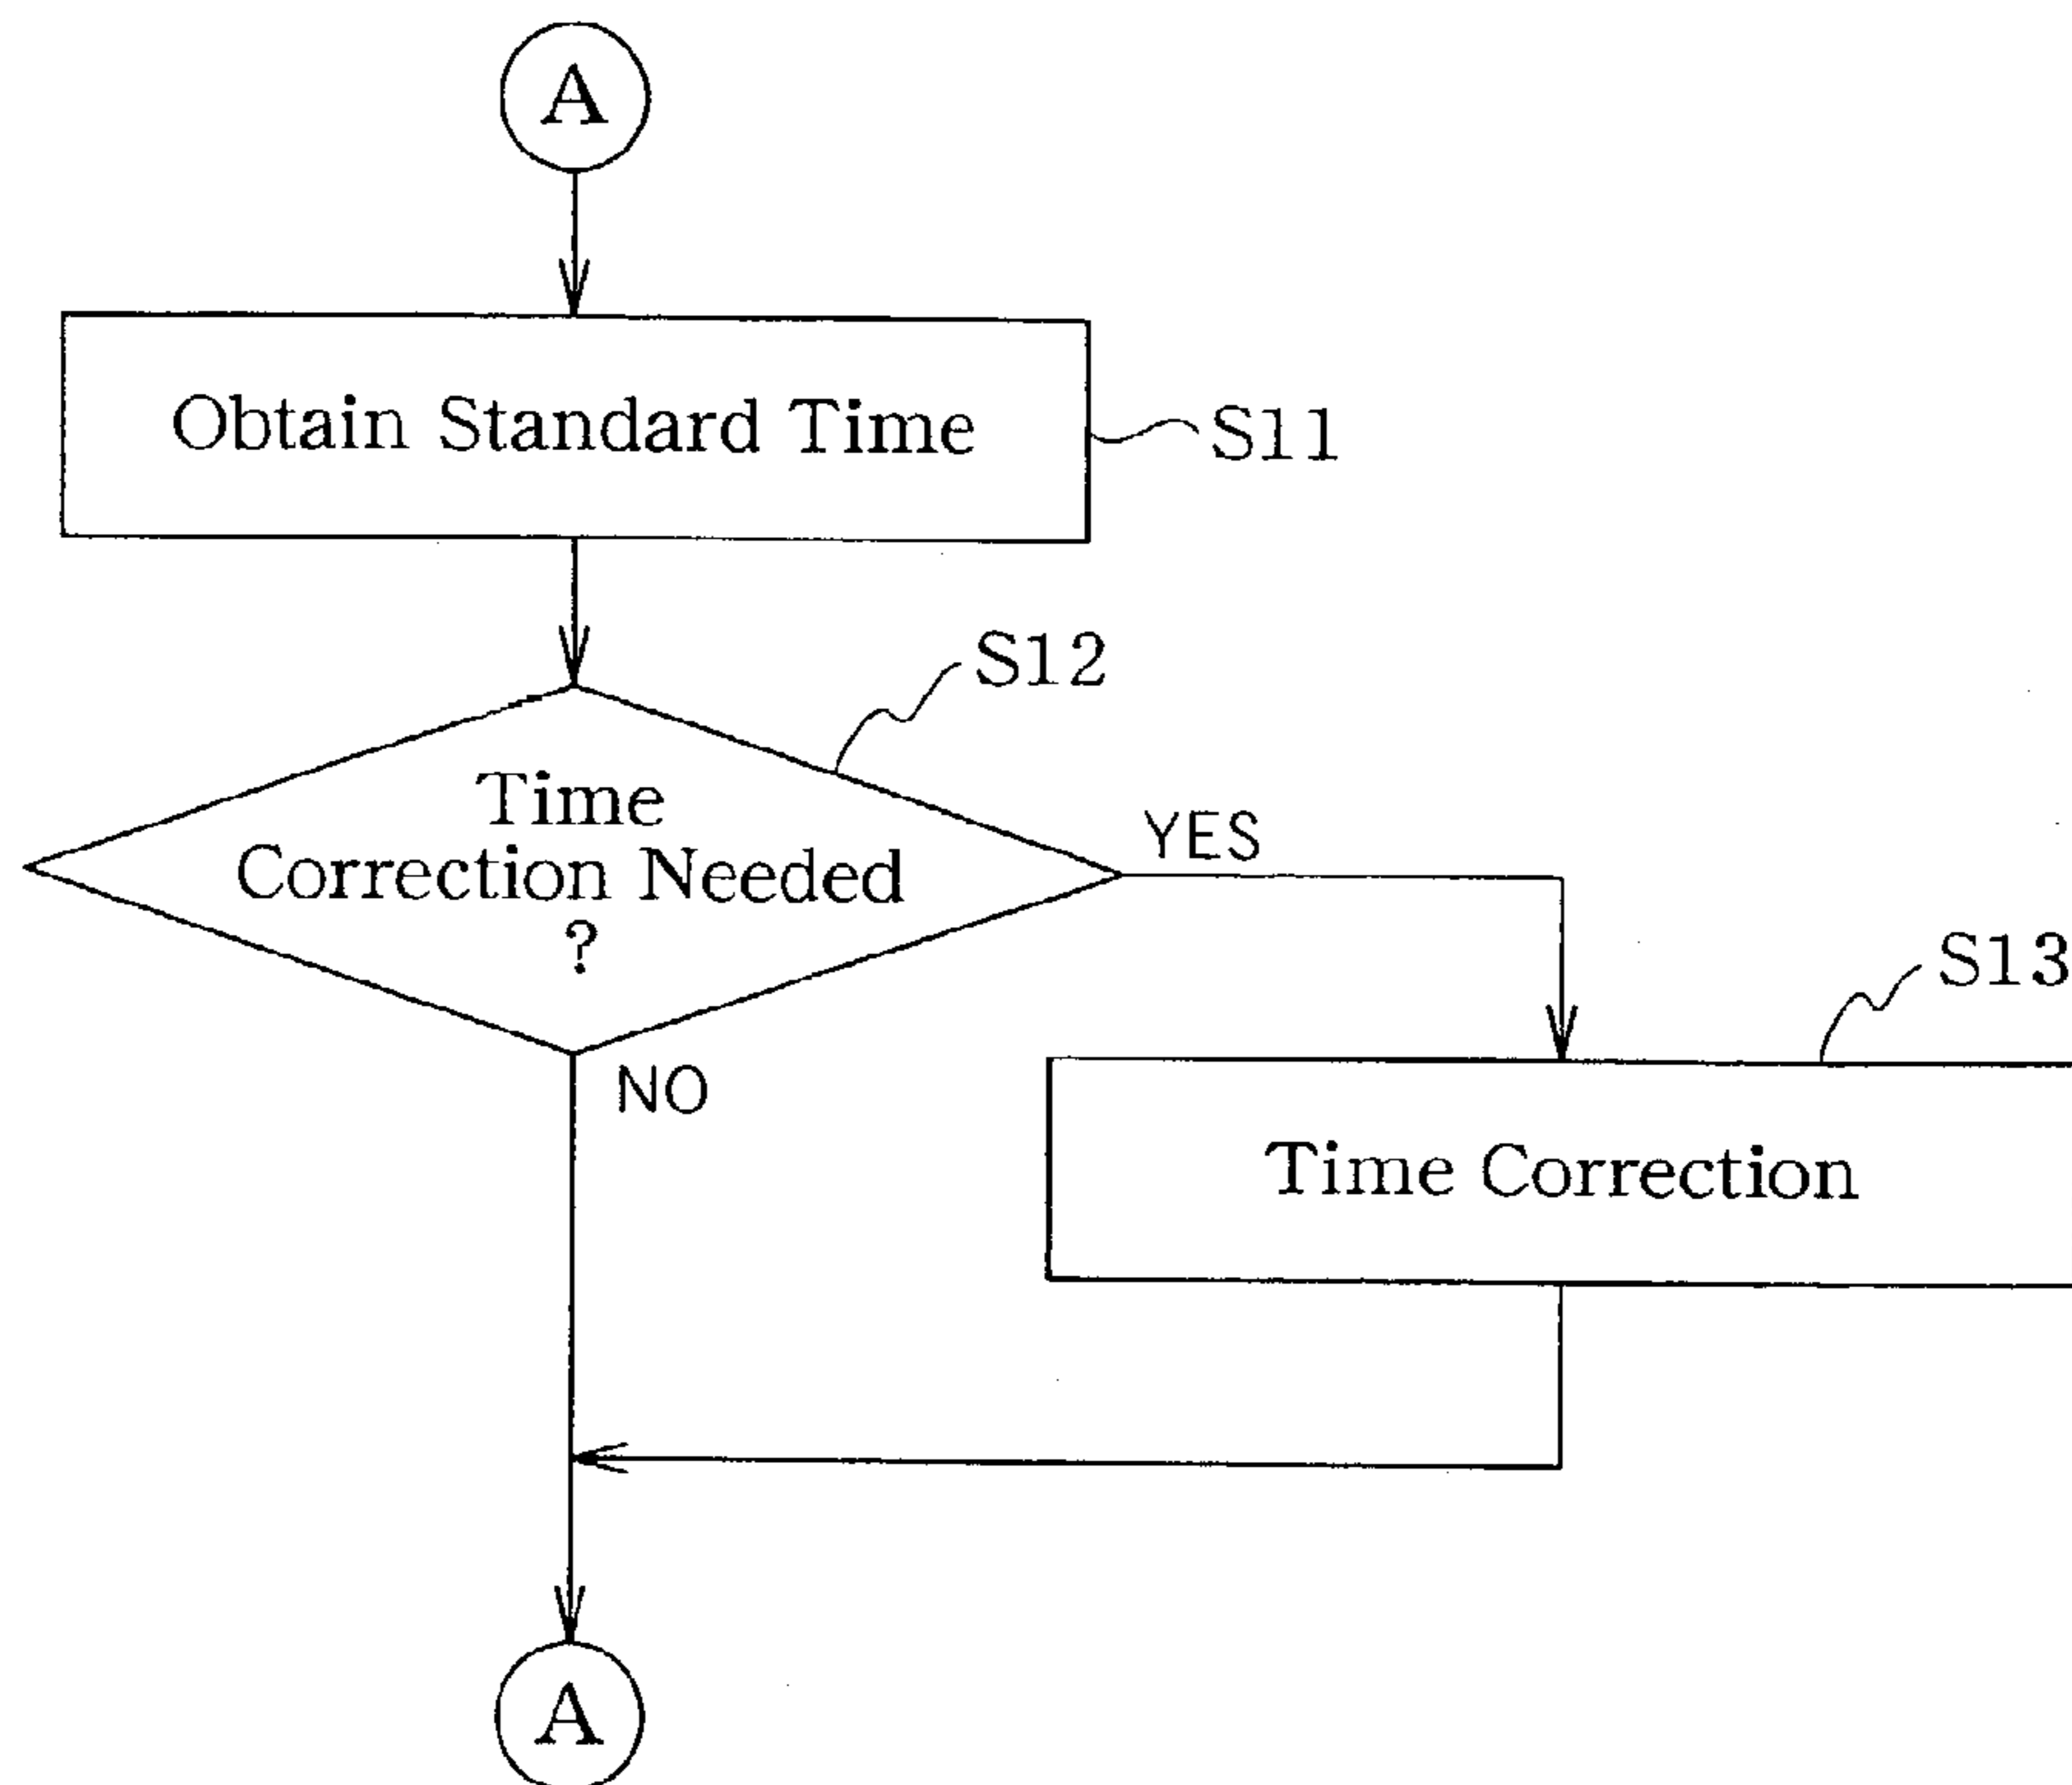 A
Obtain Standard Time
S11
S12
Time
Correction Needed
?
YES
NO
S13
Time Correction
A